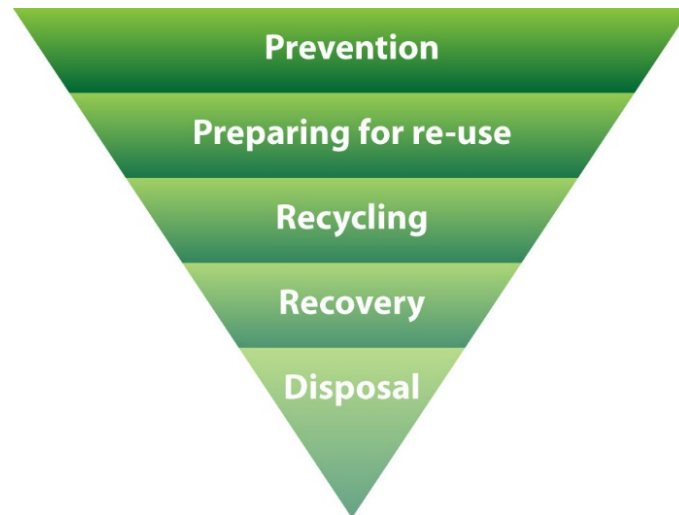 Prevention
Preparing for re-use
Recycling
Recovery
Disposal